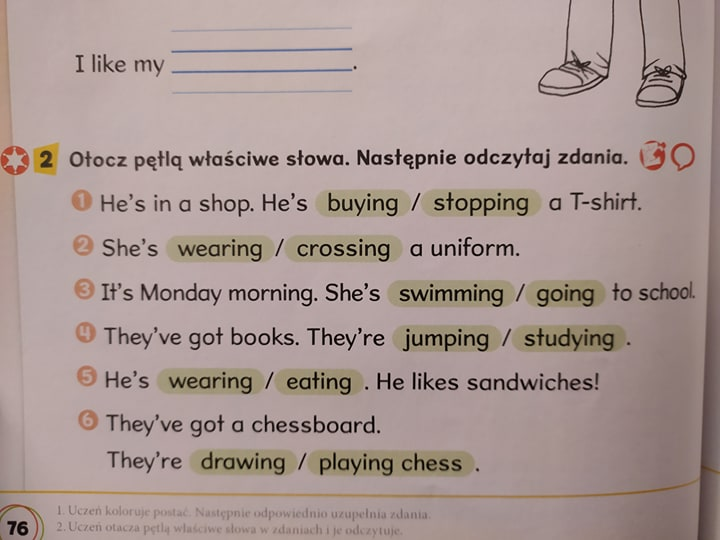 I like my .
2 Otocz pętlą właściwe słowa. Następnie odczytaj zdania.
1 He's in a shop. He's buying / stopping a T-shirt.
2 She's wearing / crossing a uniform.
3 It's Monday morning. She's swimming / going to school.
4 They've got books. They're jumping / studying .
5 He's wearing / eating . He likes sandwiches!
6 They've got a chessboard.
They're drawing / playing chess .
1. Uczeń koloruje postać. Następnie odpowiednio uzupełnia zdania.
76 2. Uczeń otacza pętlą właściwe słowa w zdaniach i je odczytuje.